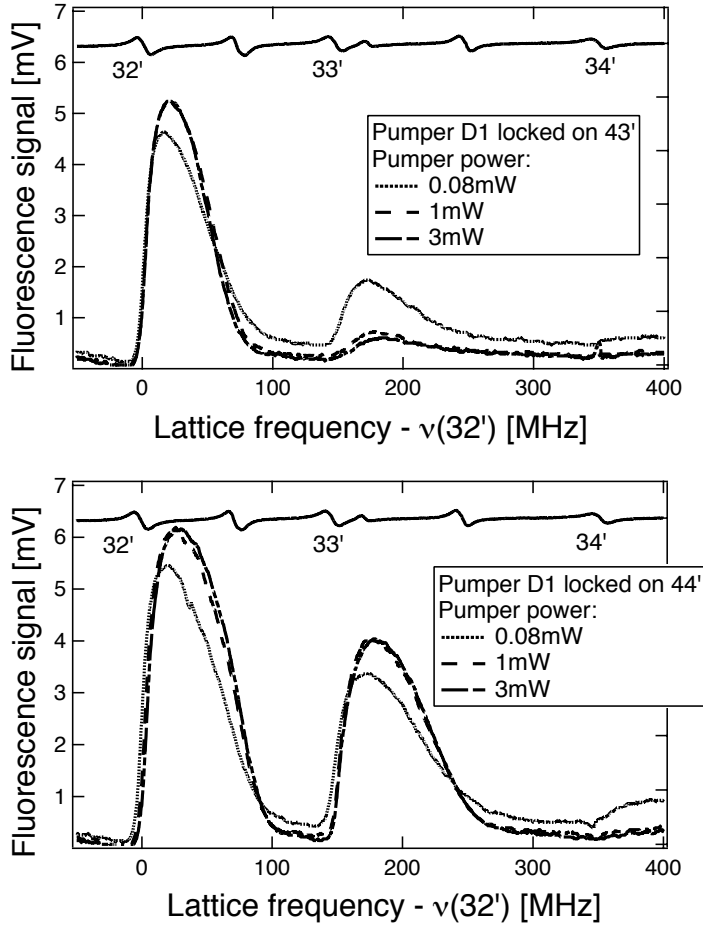 7
6
5
4
3
2
1
Fluorescence signal [mV]
32'
33'
34'
Pumper D1 locked on 43'
Pumper power:
0.08mW
1mW
3mW
0
100
200
300
400
Lattice frequency - ν(32') [MHz]
7
6
5
4
3
2
1
Fluorescence signal [mV]
32'
33'
34'
Pumper D1 locked on 44'
Pumper power:
0.08mW
1mW
3mW
0
100
200
300
400
Lattice frequency - ν(32') [MHz]